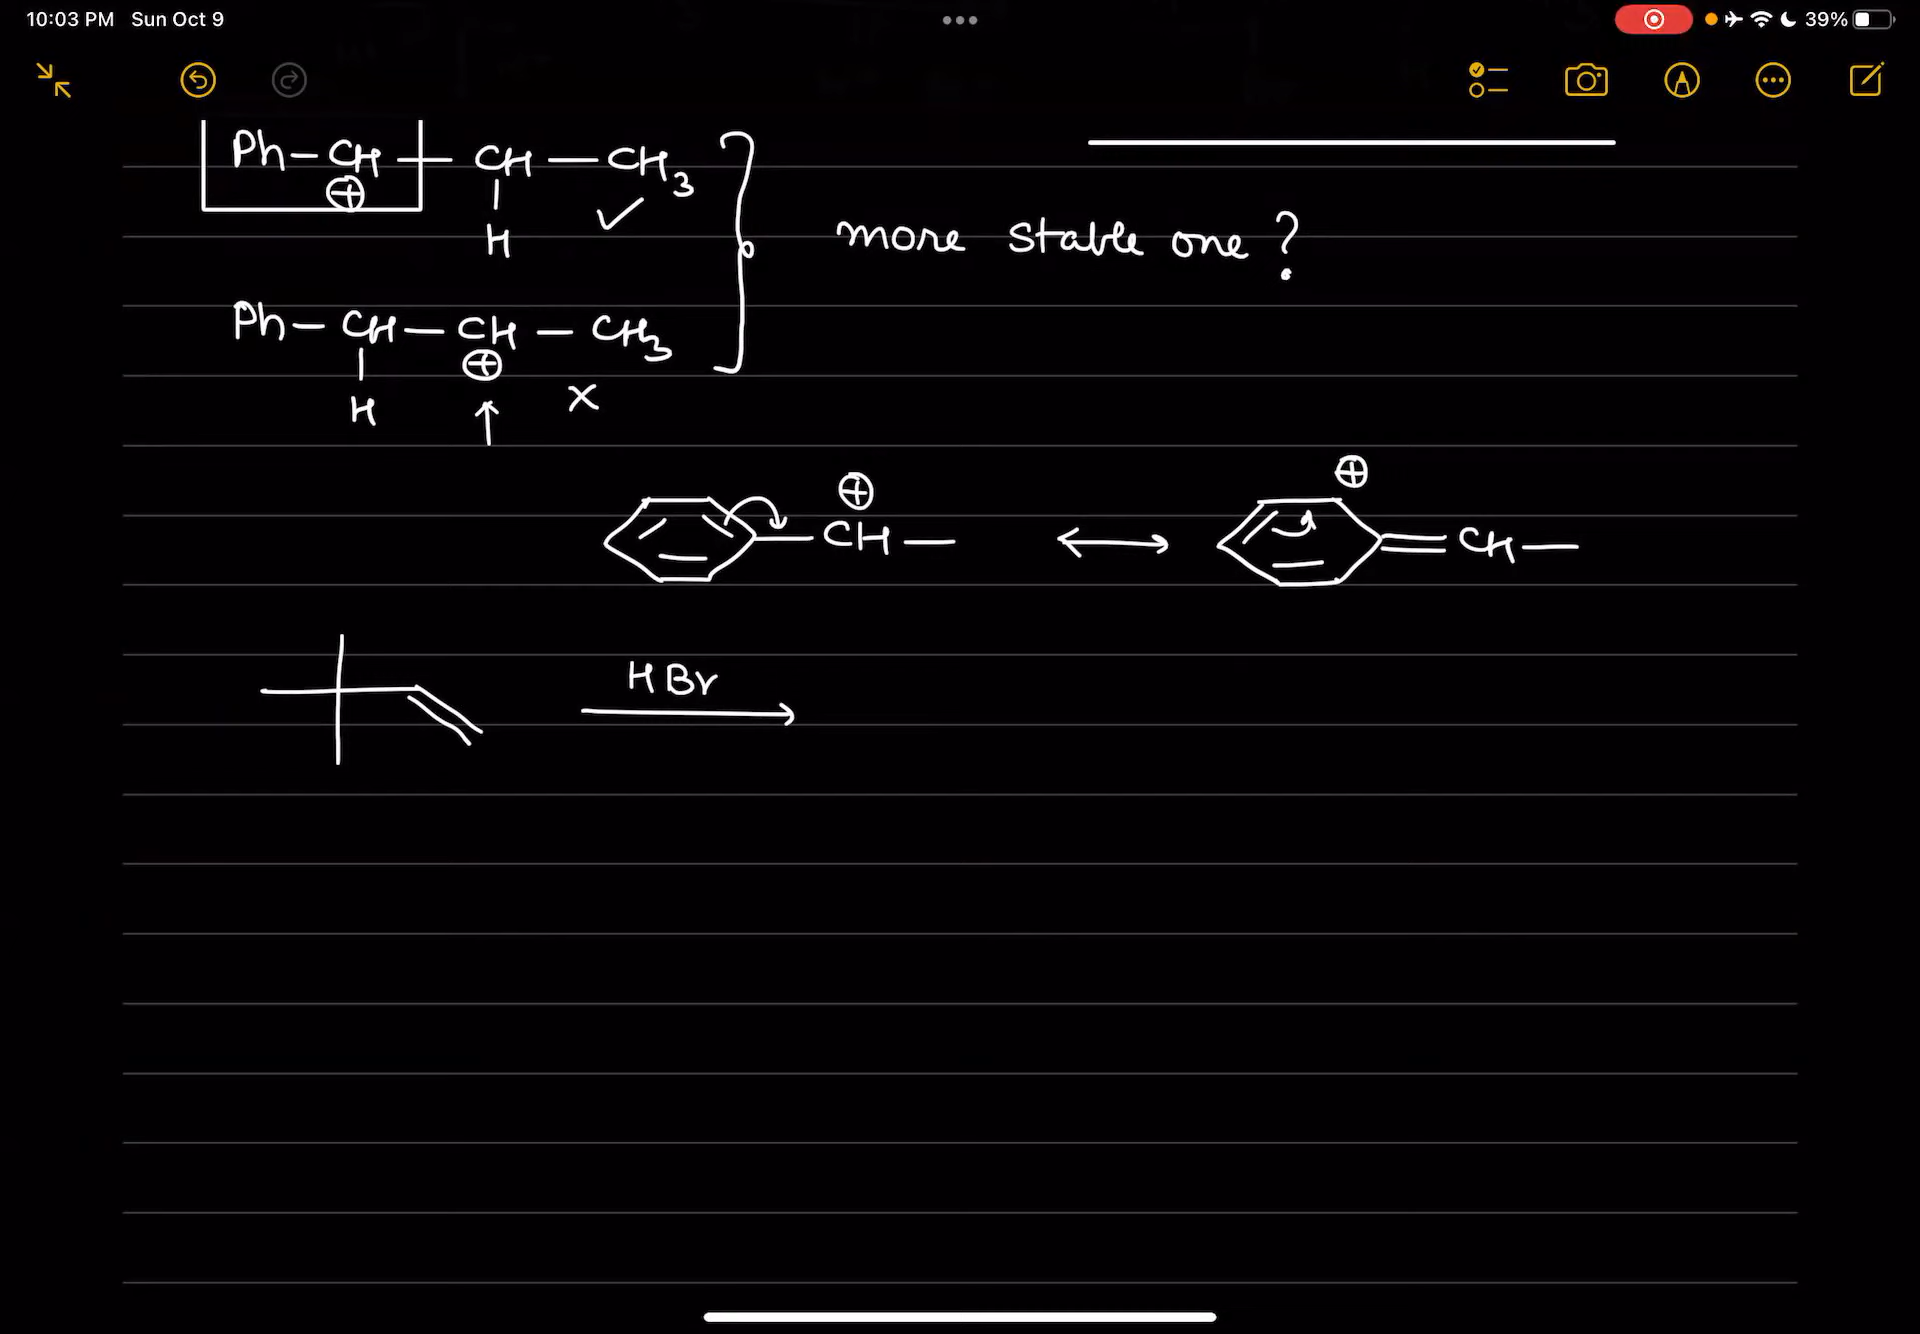 10:03 PM Sun Oct 9
39%
Ph-CH-CH-CH3
⊕
H
more stable one?
Ph-CH-CH-CH3
⊕
H
X
⊕
⊕
CH-
CH-
HBr